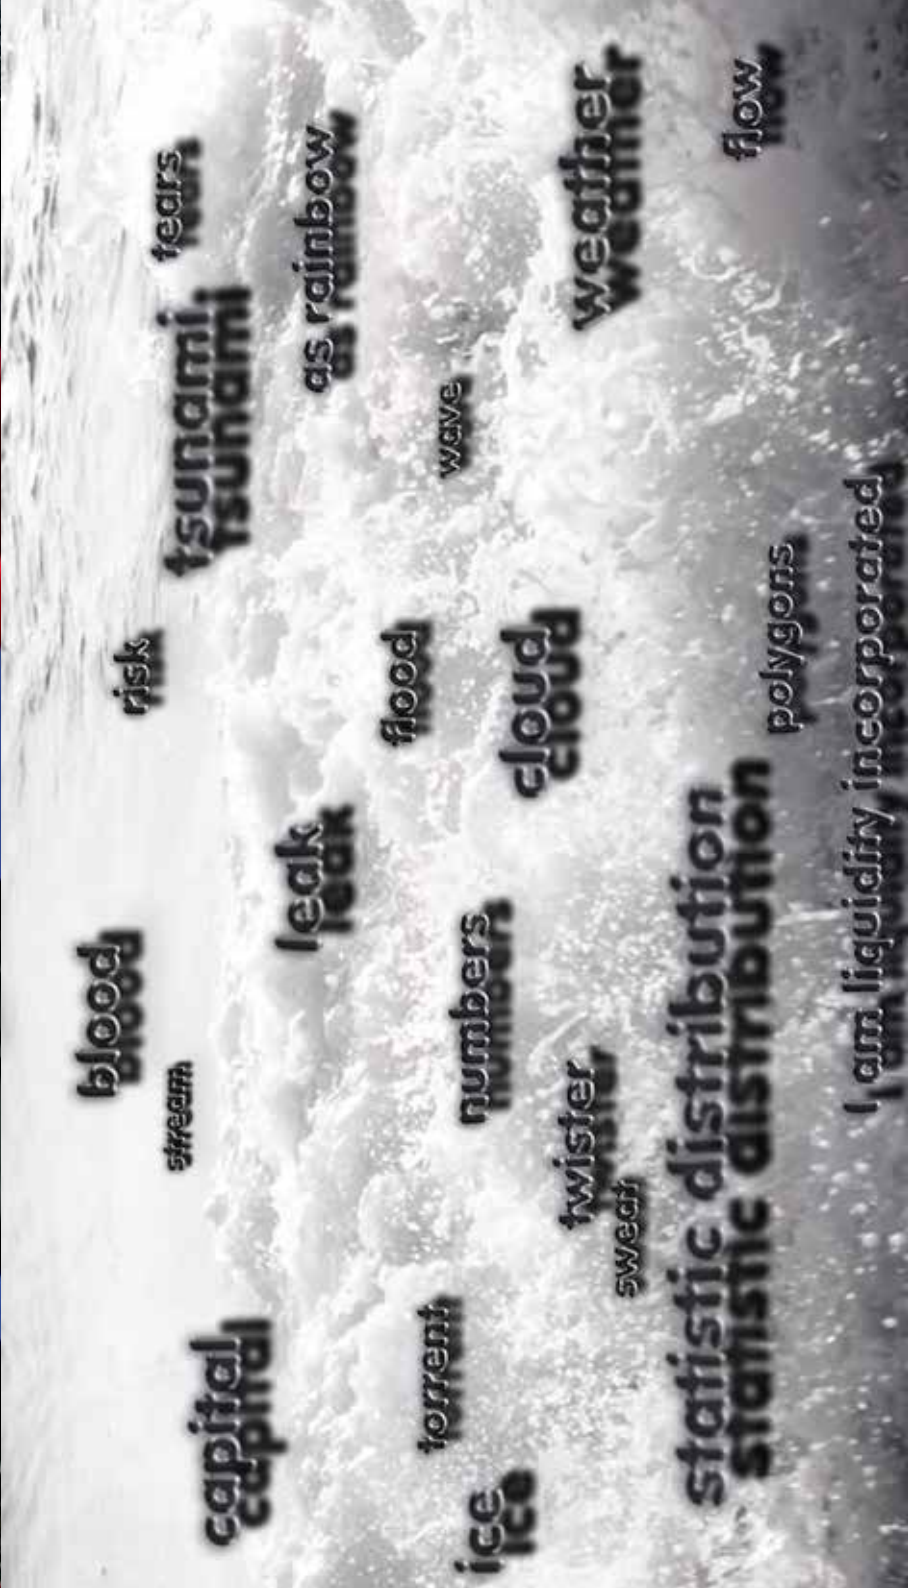 blood
risk
stream
tears
tsunami
capital
leak
as rainbow
flood
torrent
wave
numbers
ice
cloud
twister
weather
sweat
statistic distribution
flow
polygons
I am liquidity incorporated